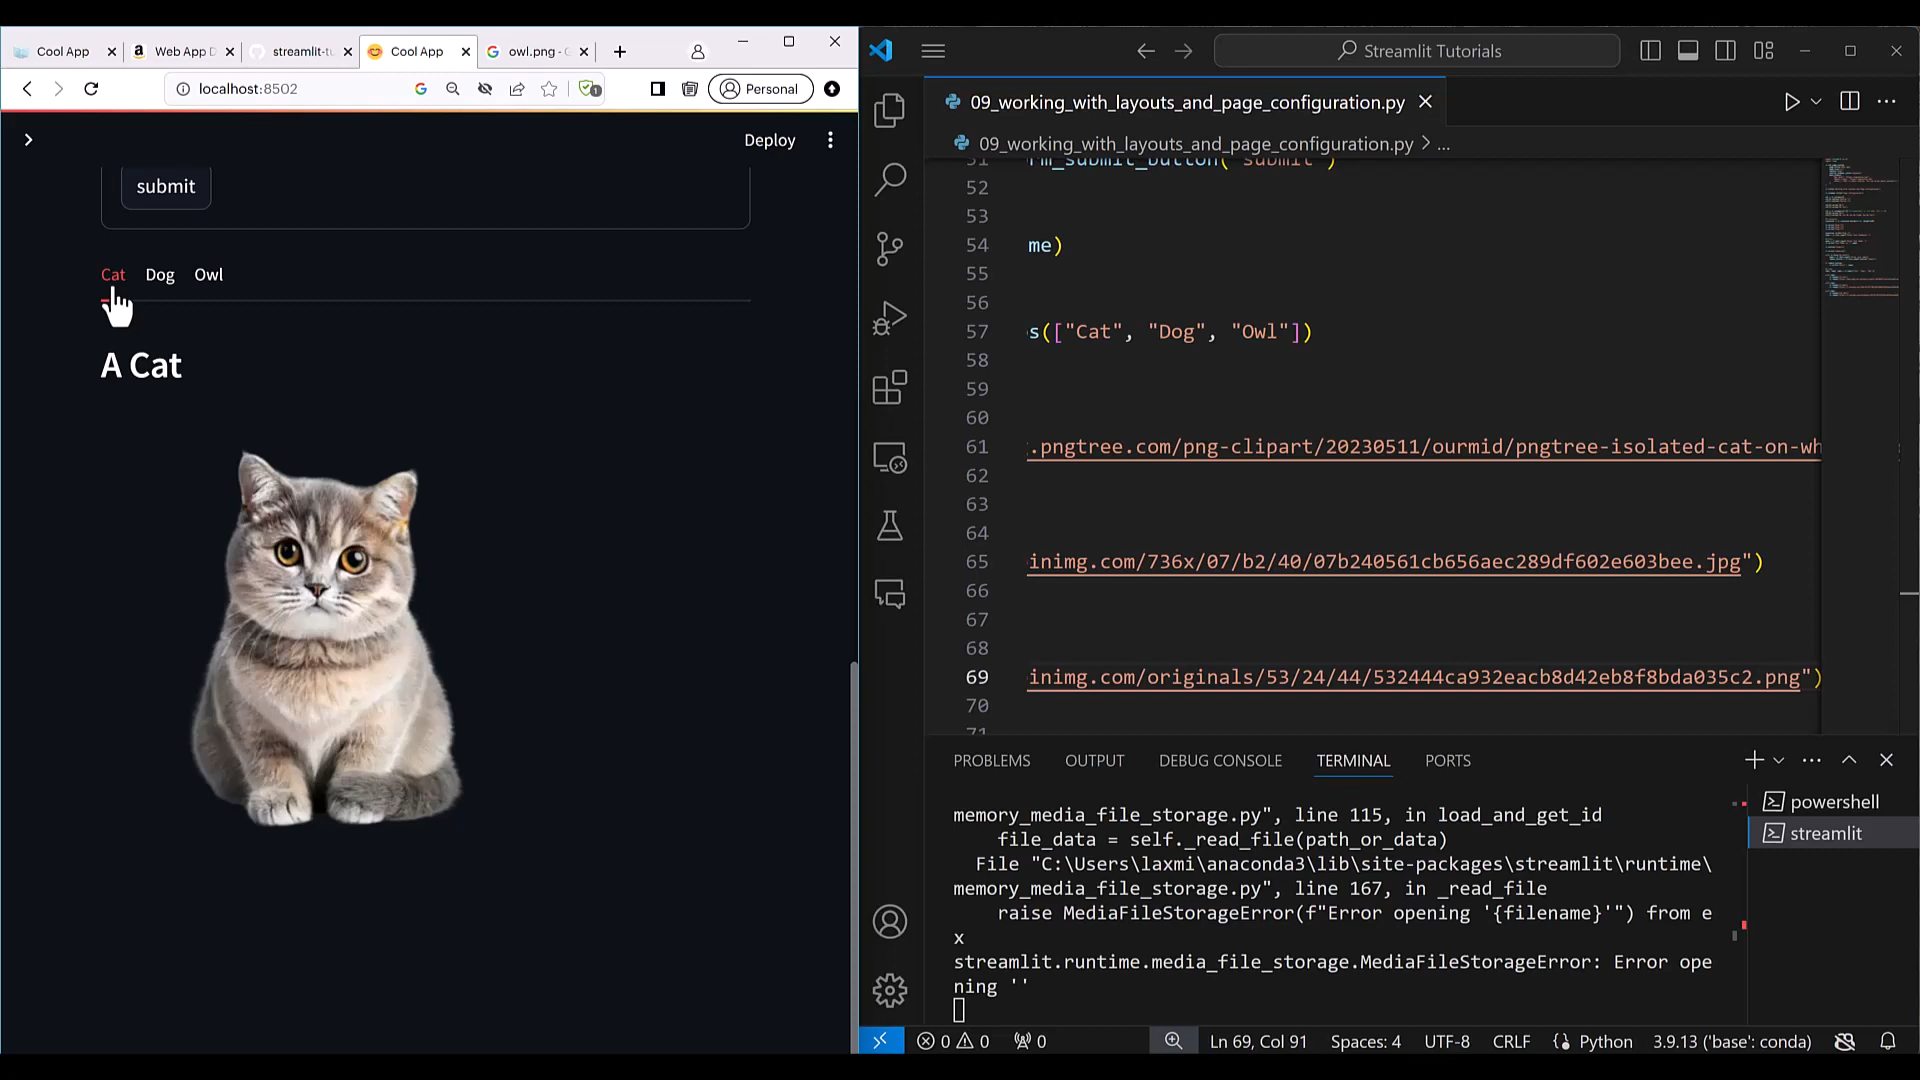 Cool App
Web App D
streamlit-tu
Cool App
owl.png - G
localhost:8502
Personal
Deploy
submit
Cat
Dog
Owl
A Cat
Streamlit Tutorials
09_working_with_layouts_and_page_configuration.py
09_working_with_layouts_and_page_configuration.py > ...
51 rm_submit_button("submit")
52
53
54 me)
55
56
57 s(["Cat", "Dog", "Owl"])
58
59
60
61 .pngtree.com/png-clipart/20230511/ourmid/pngtree-isolated-cat-on-wh
62
63
64
65 inimg.com/736x/07/b2/40/07b240561cb656aec289df602e603bee.jpg")
66
67
68
69 inimg.com/originals/53/24/44/532444ca932eacb8d42eb8f8bda035c2.png")
70
71
PROBLEMS
OUTPUT
DEBUG CONSOLE
TERMINAL
PORTS
powershell
streamlit
memory_media_file_storage.py", line 115, in load_and_get_id
file_data = self._read_file(path_or_data)
File "C:\Users\laxmi\anaconda3\lib\site-packages\streamlit\runtime\
memory_media_file_storage.py", line 167, in _read_file
raise MediaFileStorageError(f"Error opening '{filename}'") from e
x
streamlit.runtime.media_file_storage.MediaFileStorageError: Error ope
ning ''
0 0
0
Ln 69, Col 91
Spaces: 4
UTF-8
CRLF
Python
3.9.13 ('base': conda)